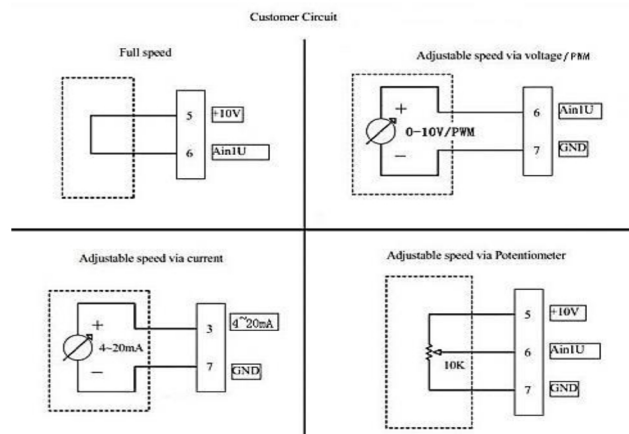 Customer Circuit
Full speed
5 +10V
6 Ain1U
Adjustable speed via voltage/PWM
+
0-10V/PWM
−
6 Ain1U
7 GND
Adjustable speed via current
+
4~20mA
−
3 4~20mA
7 GND
Adjustable speed via Potentiometer
5 +10V
6 Ain1U
10K
7 GND